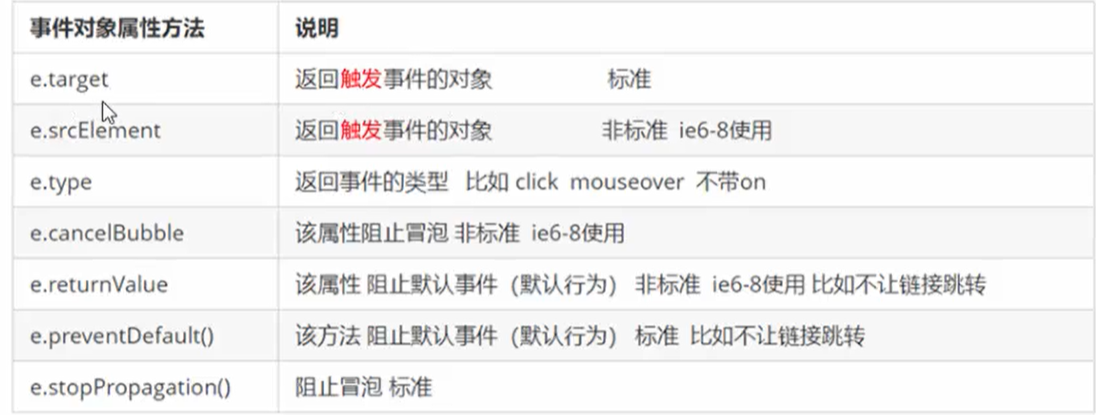 事件对象属性方法 说明
e.target 返回触发事件的对象 标准
e.srcElement 返回触发事件的对象 非标准 ie6-8使用
e.type 返回事件的类型 比如 click mouseover 不带on
e.cancelBubble 该属性阻止冒泡 非标准 ie6-8使用
e.returnValue 该属性 阻止默认事件（默认行为） 非标准 ie6-8使用 比如不让链接跳转
e.preventDefault() 该方法 阻止默认事件（默认行为） 标准 比如不让链接跳转
e.stopPropagation() 阻止冒泡 标准